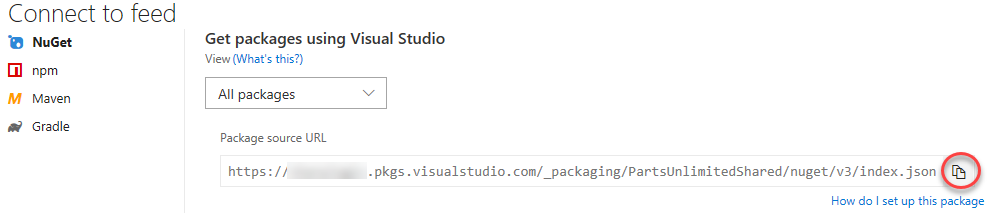 Connect to feed
NuGet
npm
Maven
Gradle
Get packages using Visual Studio
View (What's this?)
All packages
Package source URL
https:// .pkgs.visualstudio.com/_packaging/PartsUnlimitedShared/nuget/v3/index.json
How do I set up this package